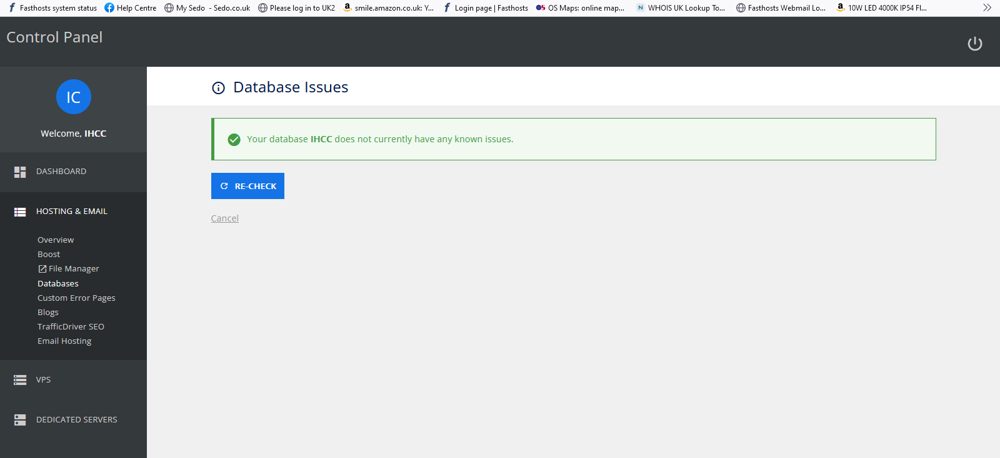 Fasthosts system status Help Centre My Sedo - Sedo.co.uk Please log in to UK2 smile.amazon.co.uk: Y... Login page | Fasthosts OS Maps: online map... WHOIS UK Lookup To... Fasthosts Webmail Lo... 10W LED 4000K IP54 Fl...
Control Panel
IC
Welcome, IHCC
DASHBOARD
HOSTING & EMAIL
Overview
Boost
File Manager
Databases
Custom Error Pages
Blogs
TrafficDriver SEO
Email Hosting
VPS
DEDICATED SERVERS
Database Issues
Your database IHCC does not currently have any known issues.
RE-CHECK
Cancel